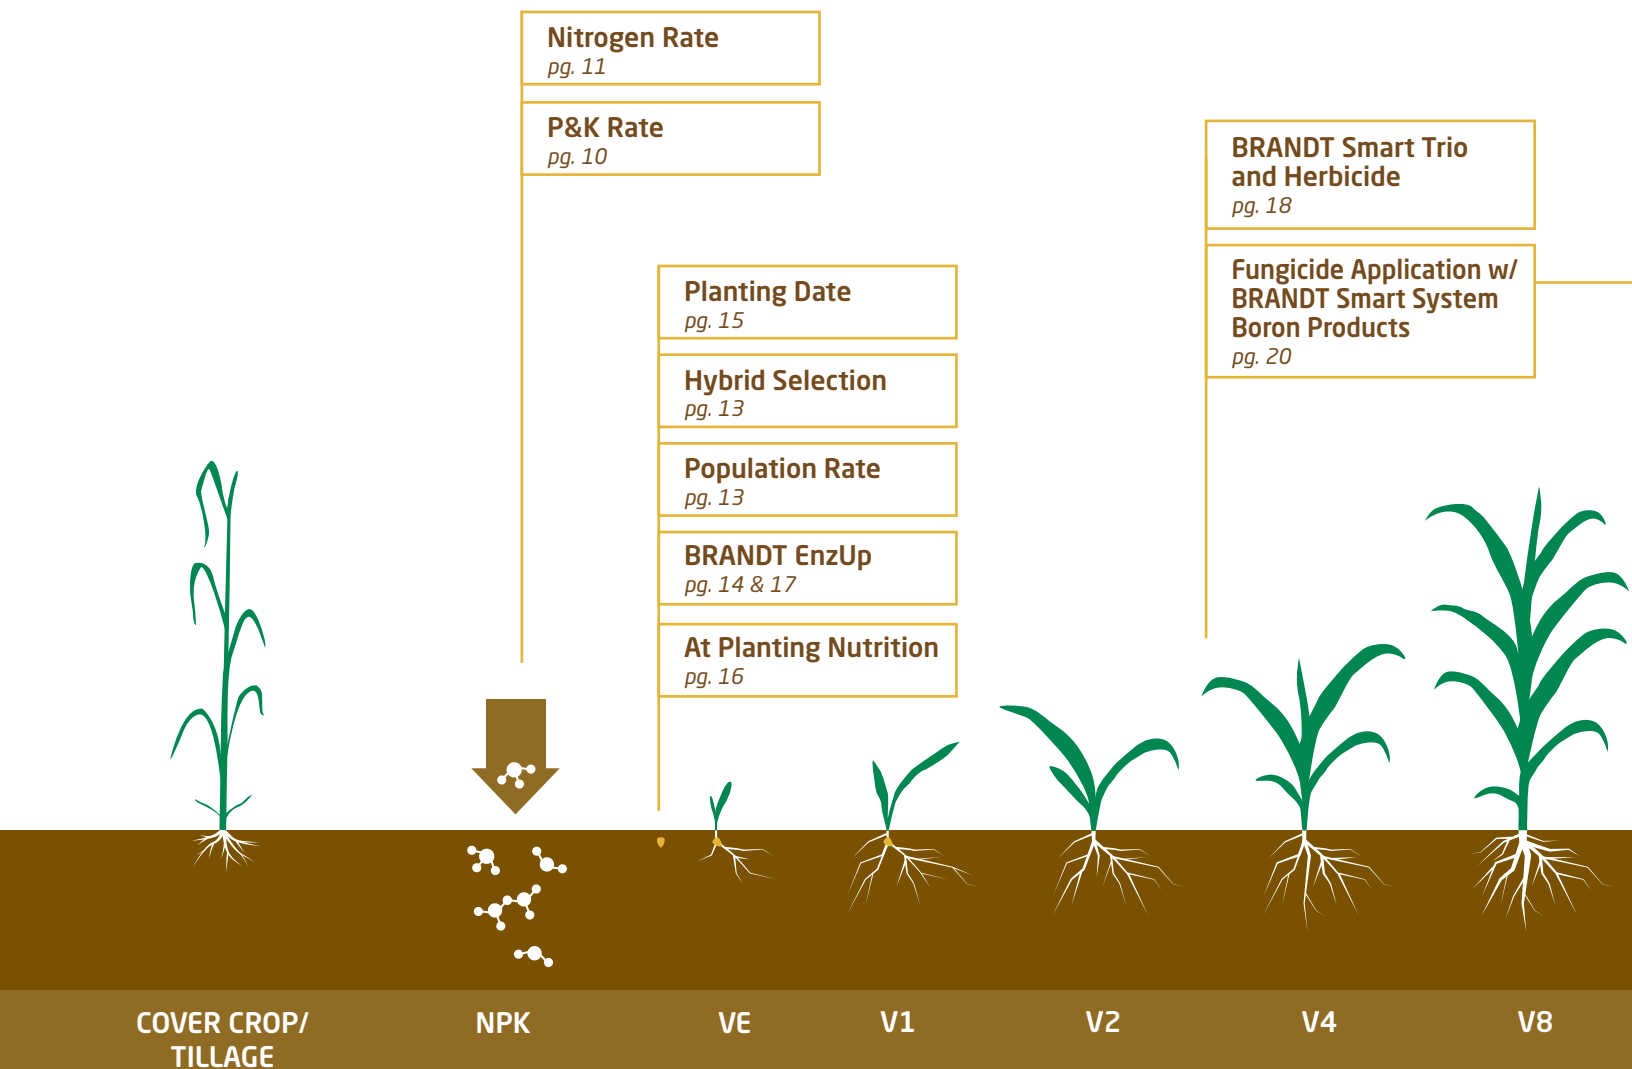 Nitrogen Rate
pg. 11
P&K Rate
pg. 10
BRANDT Smart Trio
and Herbicide
pg. 18
Fungicide Application w/
BRANDT Smart System
Boron Products
pg. 20
Planting Date
pg. 15
Hybrid Selection
pg. 13
Population Rate
pg. 13
BRANDT EnzUp
pg. 14 & 17
At Planting Nutrition
pg. 16
COVER CROP/
TILLAGE
NPK
VE
V1
V2
V4
V8